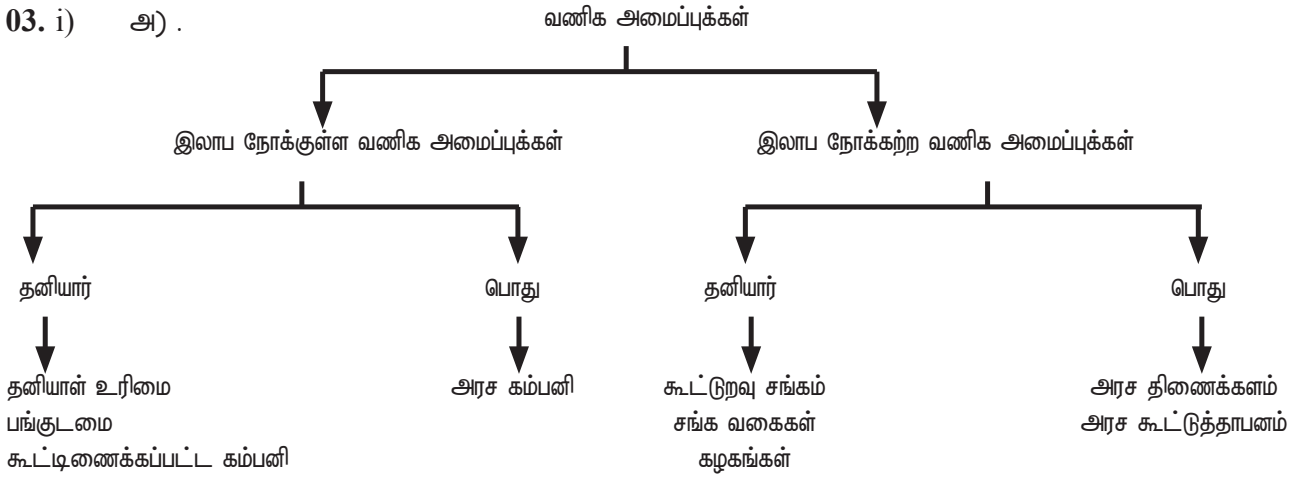 03. i) அ) . வணிக அமைப்புக்கள்
இலாப நோக்குள்ள வணிக அமைப்புக்கள் இலாப நோக்கற்ற வணிக அமைப்புக்கள்
தனியார் பொது தனியார் பொது
தனியாள் உரிமை அரச கம்பனி கூட்டுறவு சங்கம் அரச திணைக்களம்
பங்குடமை சங்க வகைகள் அரச கூட்டுத்தாபனம்
கூட்டிணைக்கப்பட்ட கம்பனி கழகங்கள்